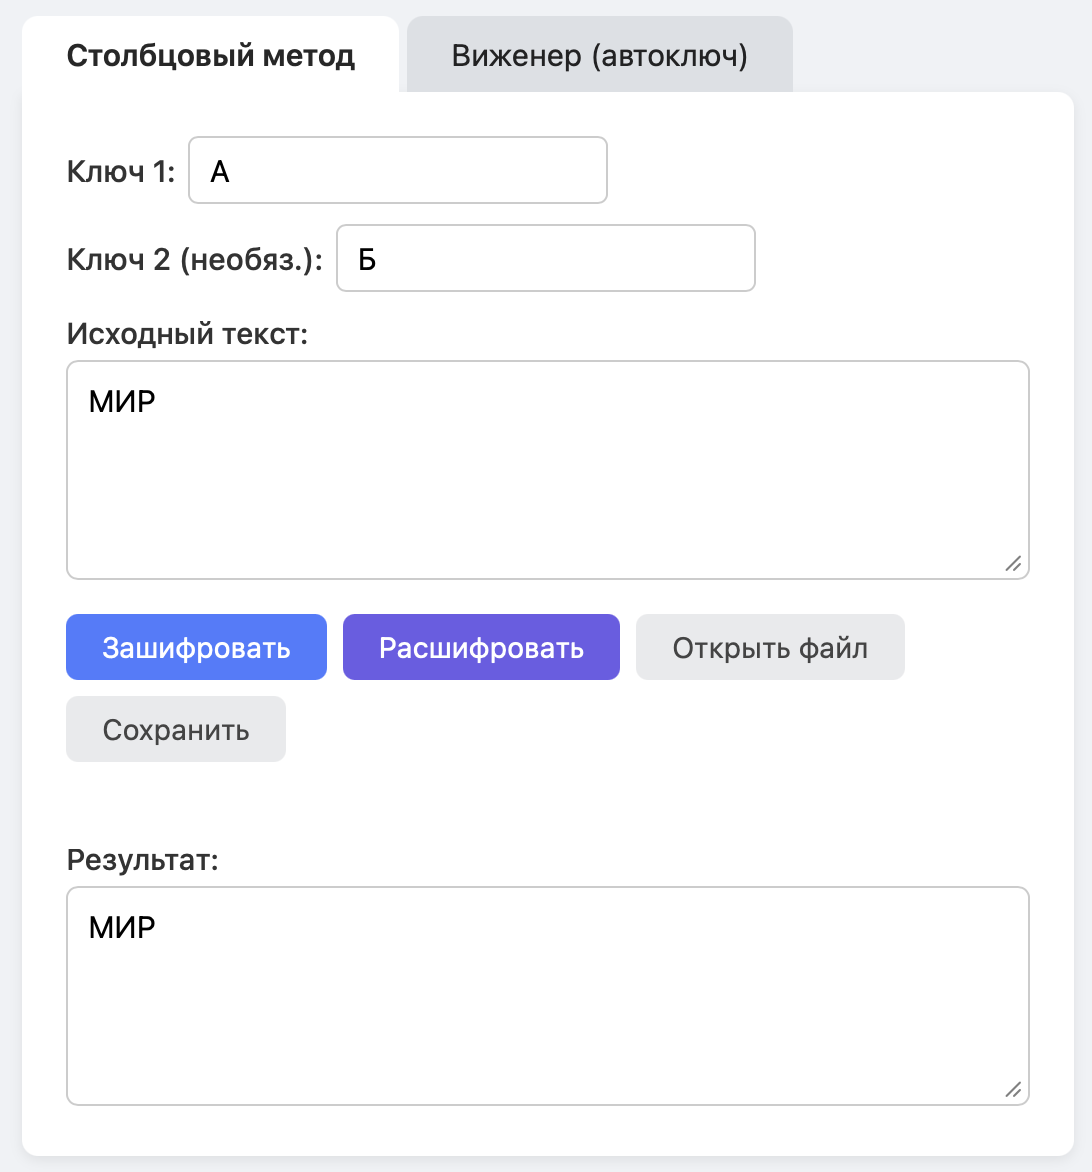 Столбцовый метод Виженер (автоключ)
Ключ 1: А
Ключ 2 (необяз.): Б
Исходный текст:
МИР
Зашифровать Расшифровать Открыть файл
Сохранить
Результат:
МИР